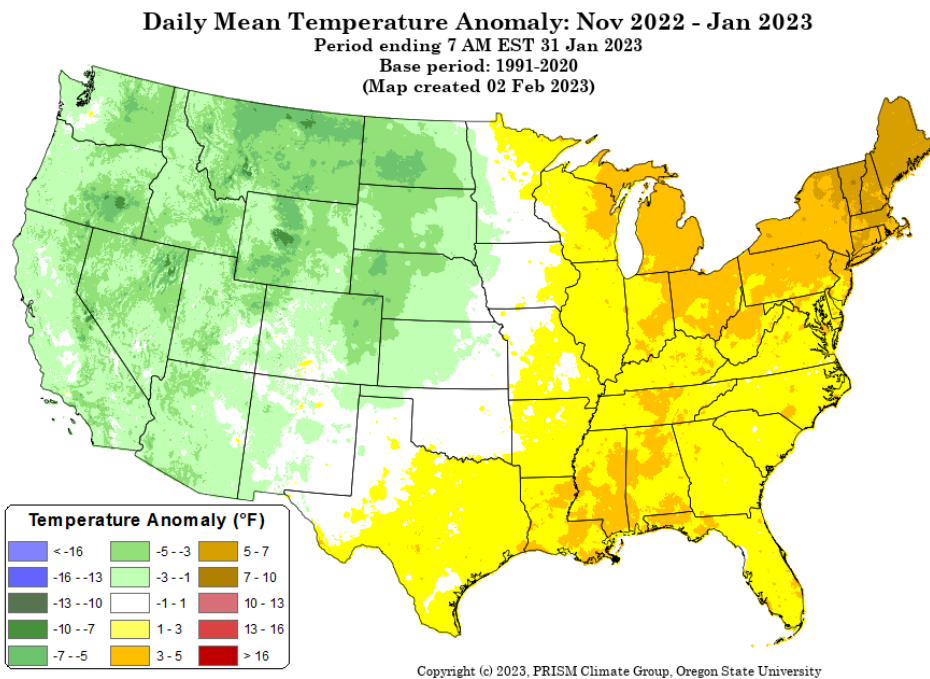 Daily Mean Temperature Anomaly: Nov 2022 - Jan 2023
Period ending 7 AM EST 31 Jan 2023
Base period: 1991-2020
(Map created 02 Feb 2023)
Temperature Anomaly (°F)
< -16
-16 - -13
-13 - -10
-10 - -7
-7 - -5
-5 - -3
-3 - -1
-1 - 1
1 - 3
3 - 5
5 - 7
7 - 10
10 - 13
13 - 16
> 16
Copyright (c) 2023, PRISM Climate Group, Oregon State University